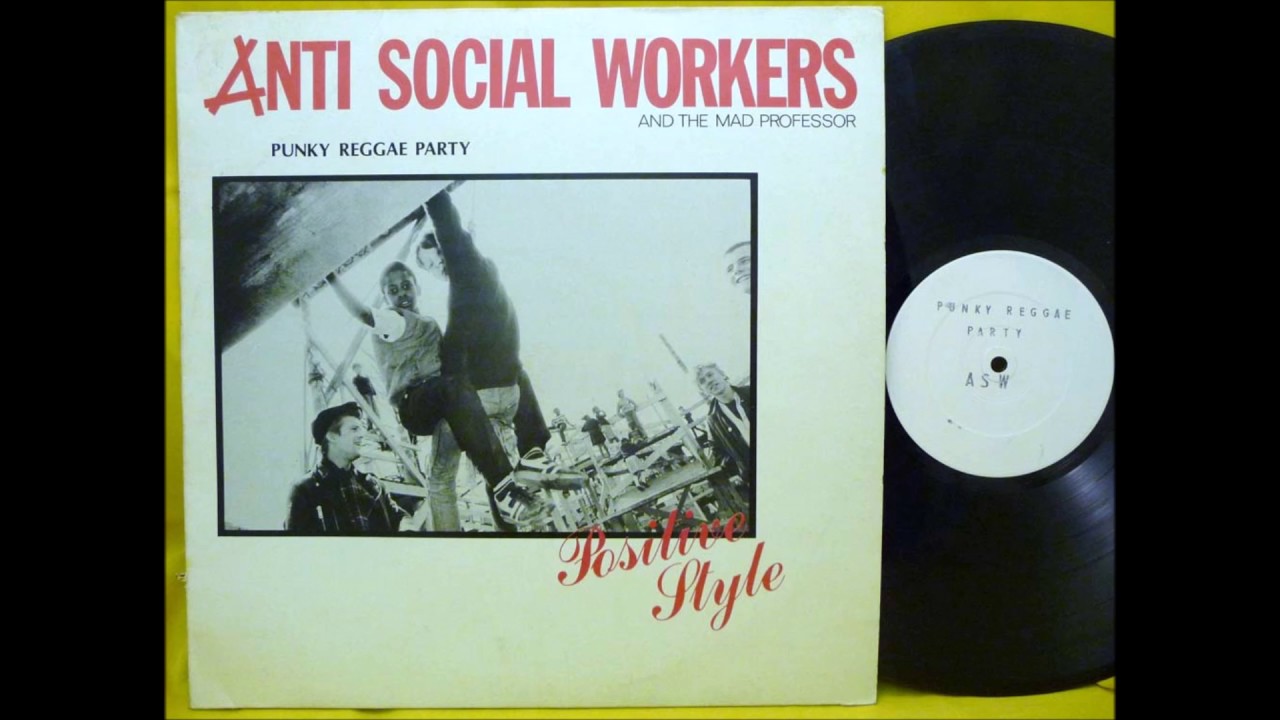 ANTI SOCIAL WORKERS
AND THE MAD PROFESSOR
PUNKY REGGAE PARTY
Positive
Style
PUNKY REGGAE
PARTY
ASW